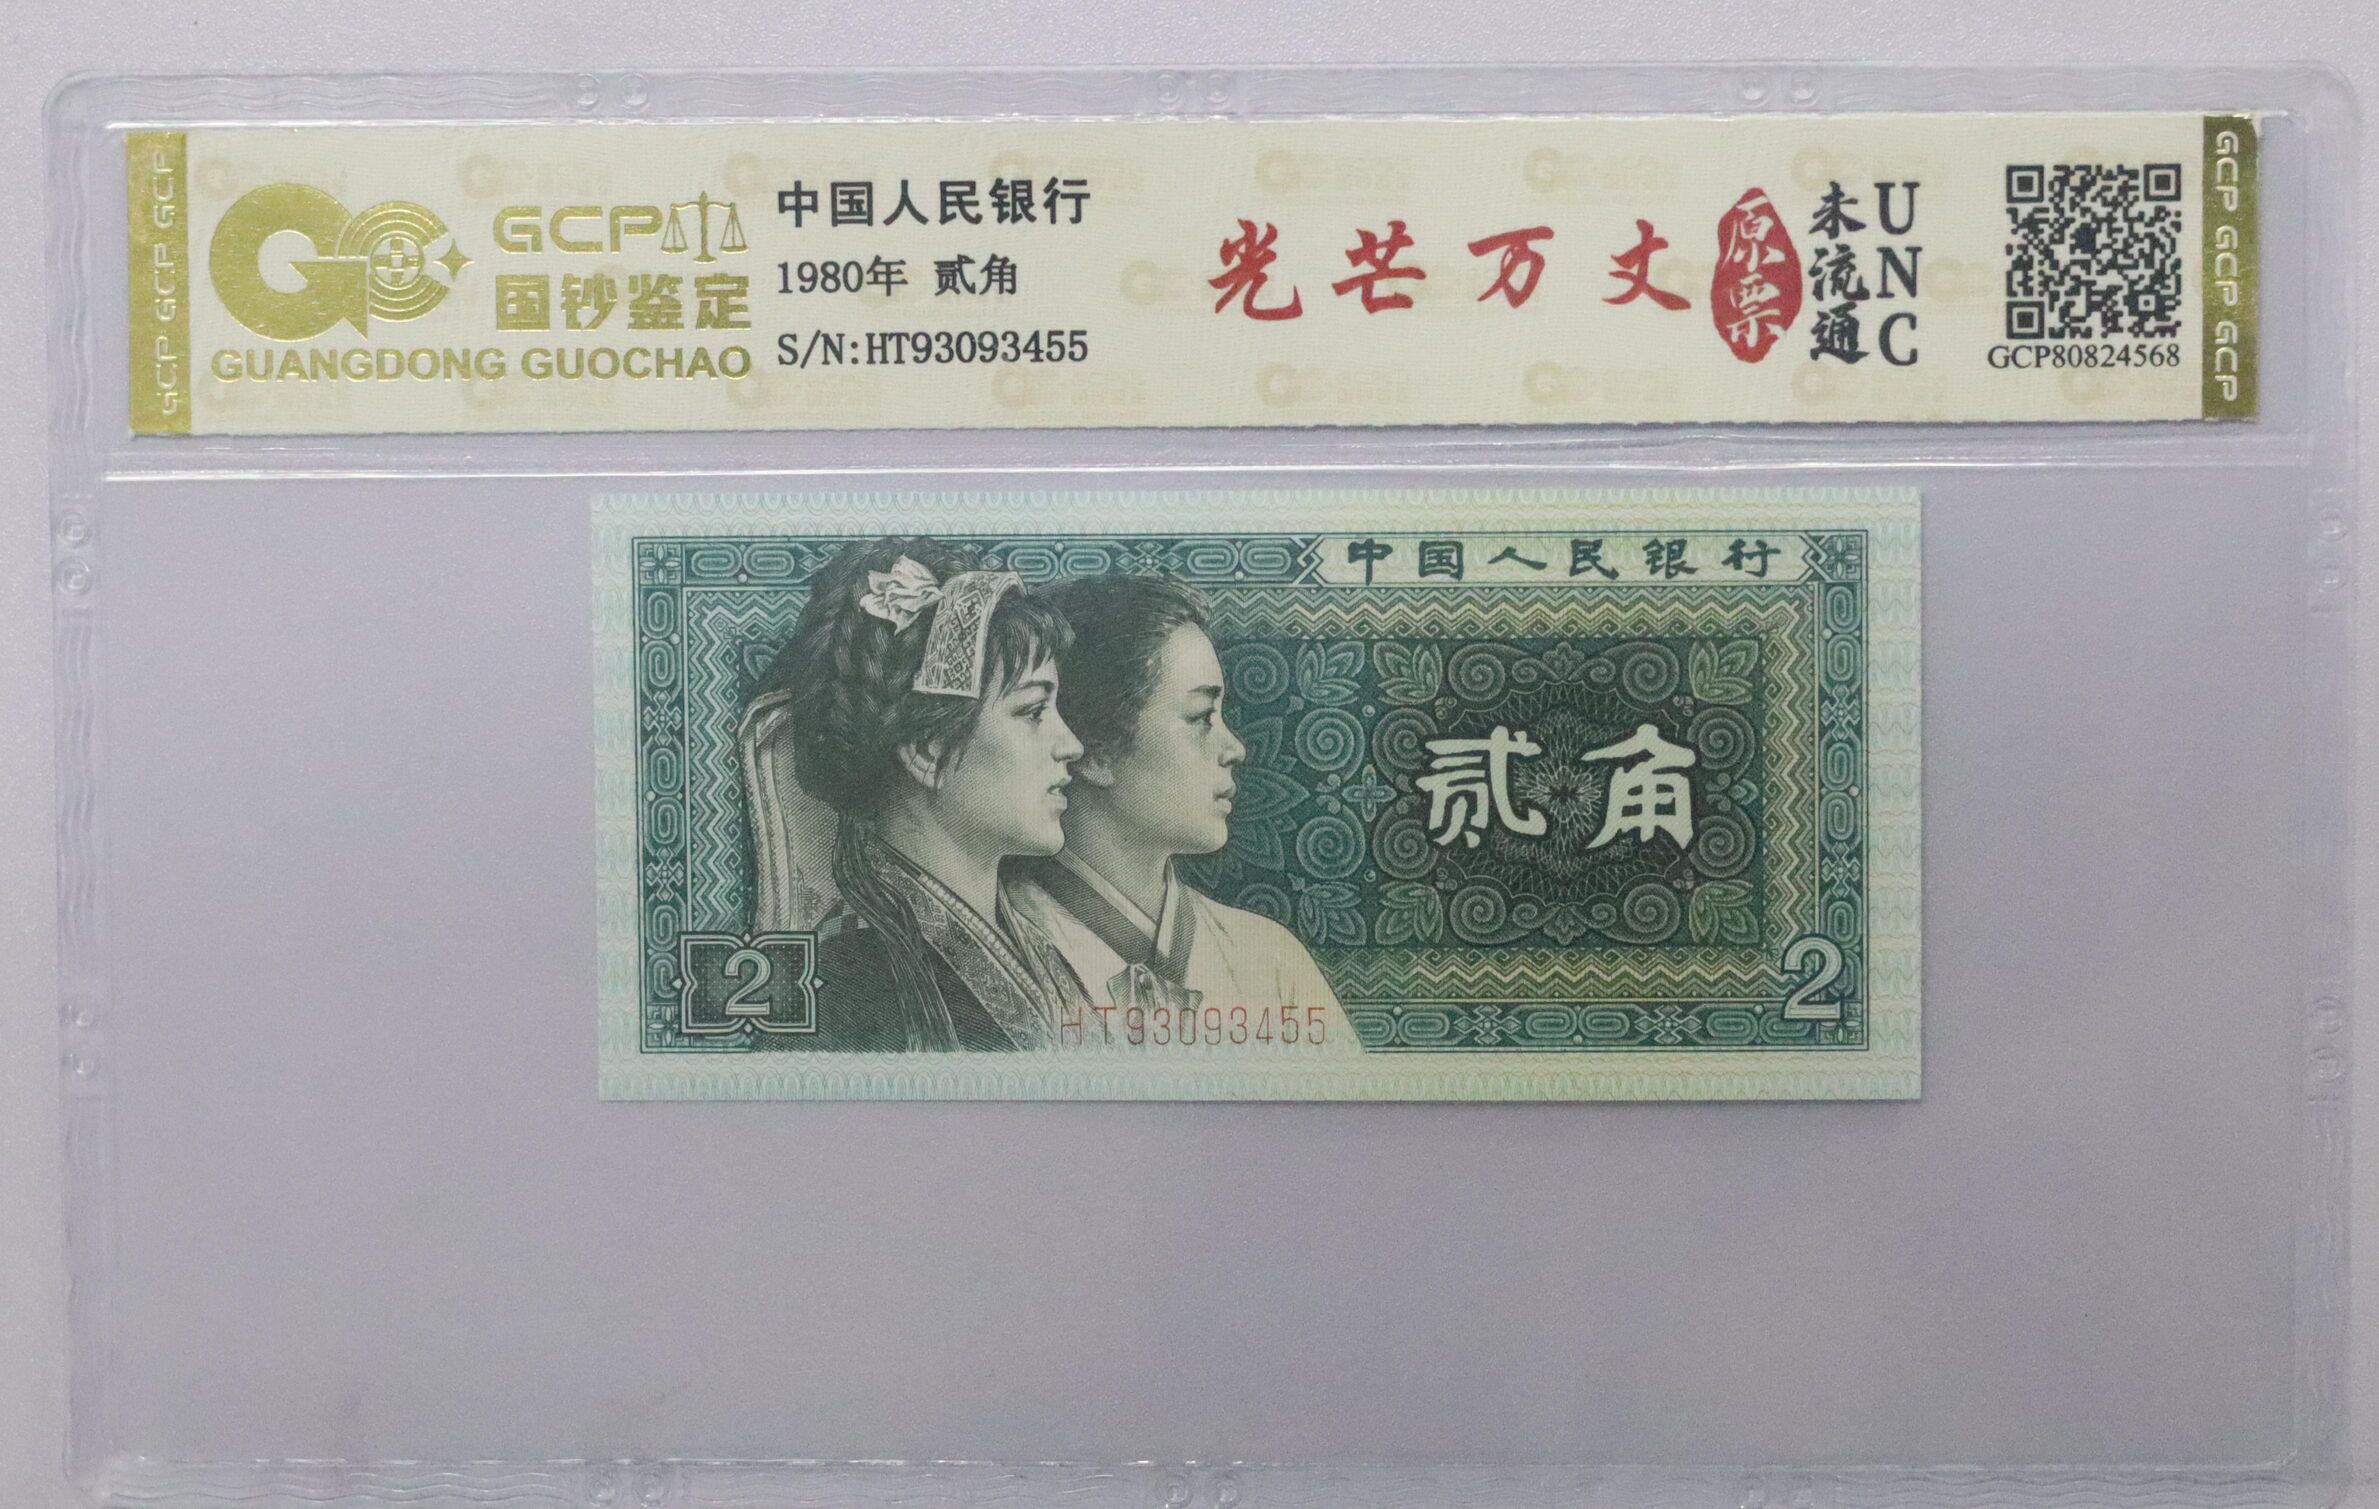 GCP GCP GCP
GCP
国钞鉴定
GUANGDONG GUOCHAO
中国人民银行
1980年 贰角
S/N:HT93093455
光芒万丈
原票
未流通
UNC
GCP80824568
GCP GCP GCP
中国人民银行
贰角
2
2
HT93093455